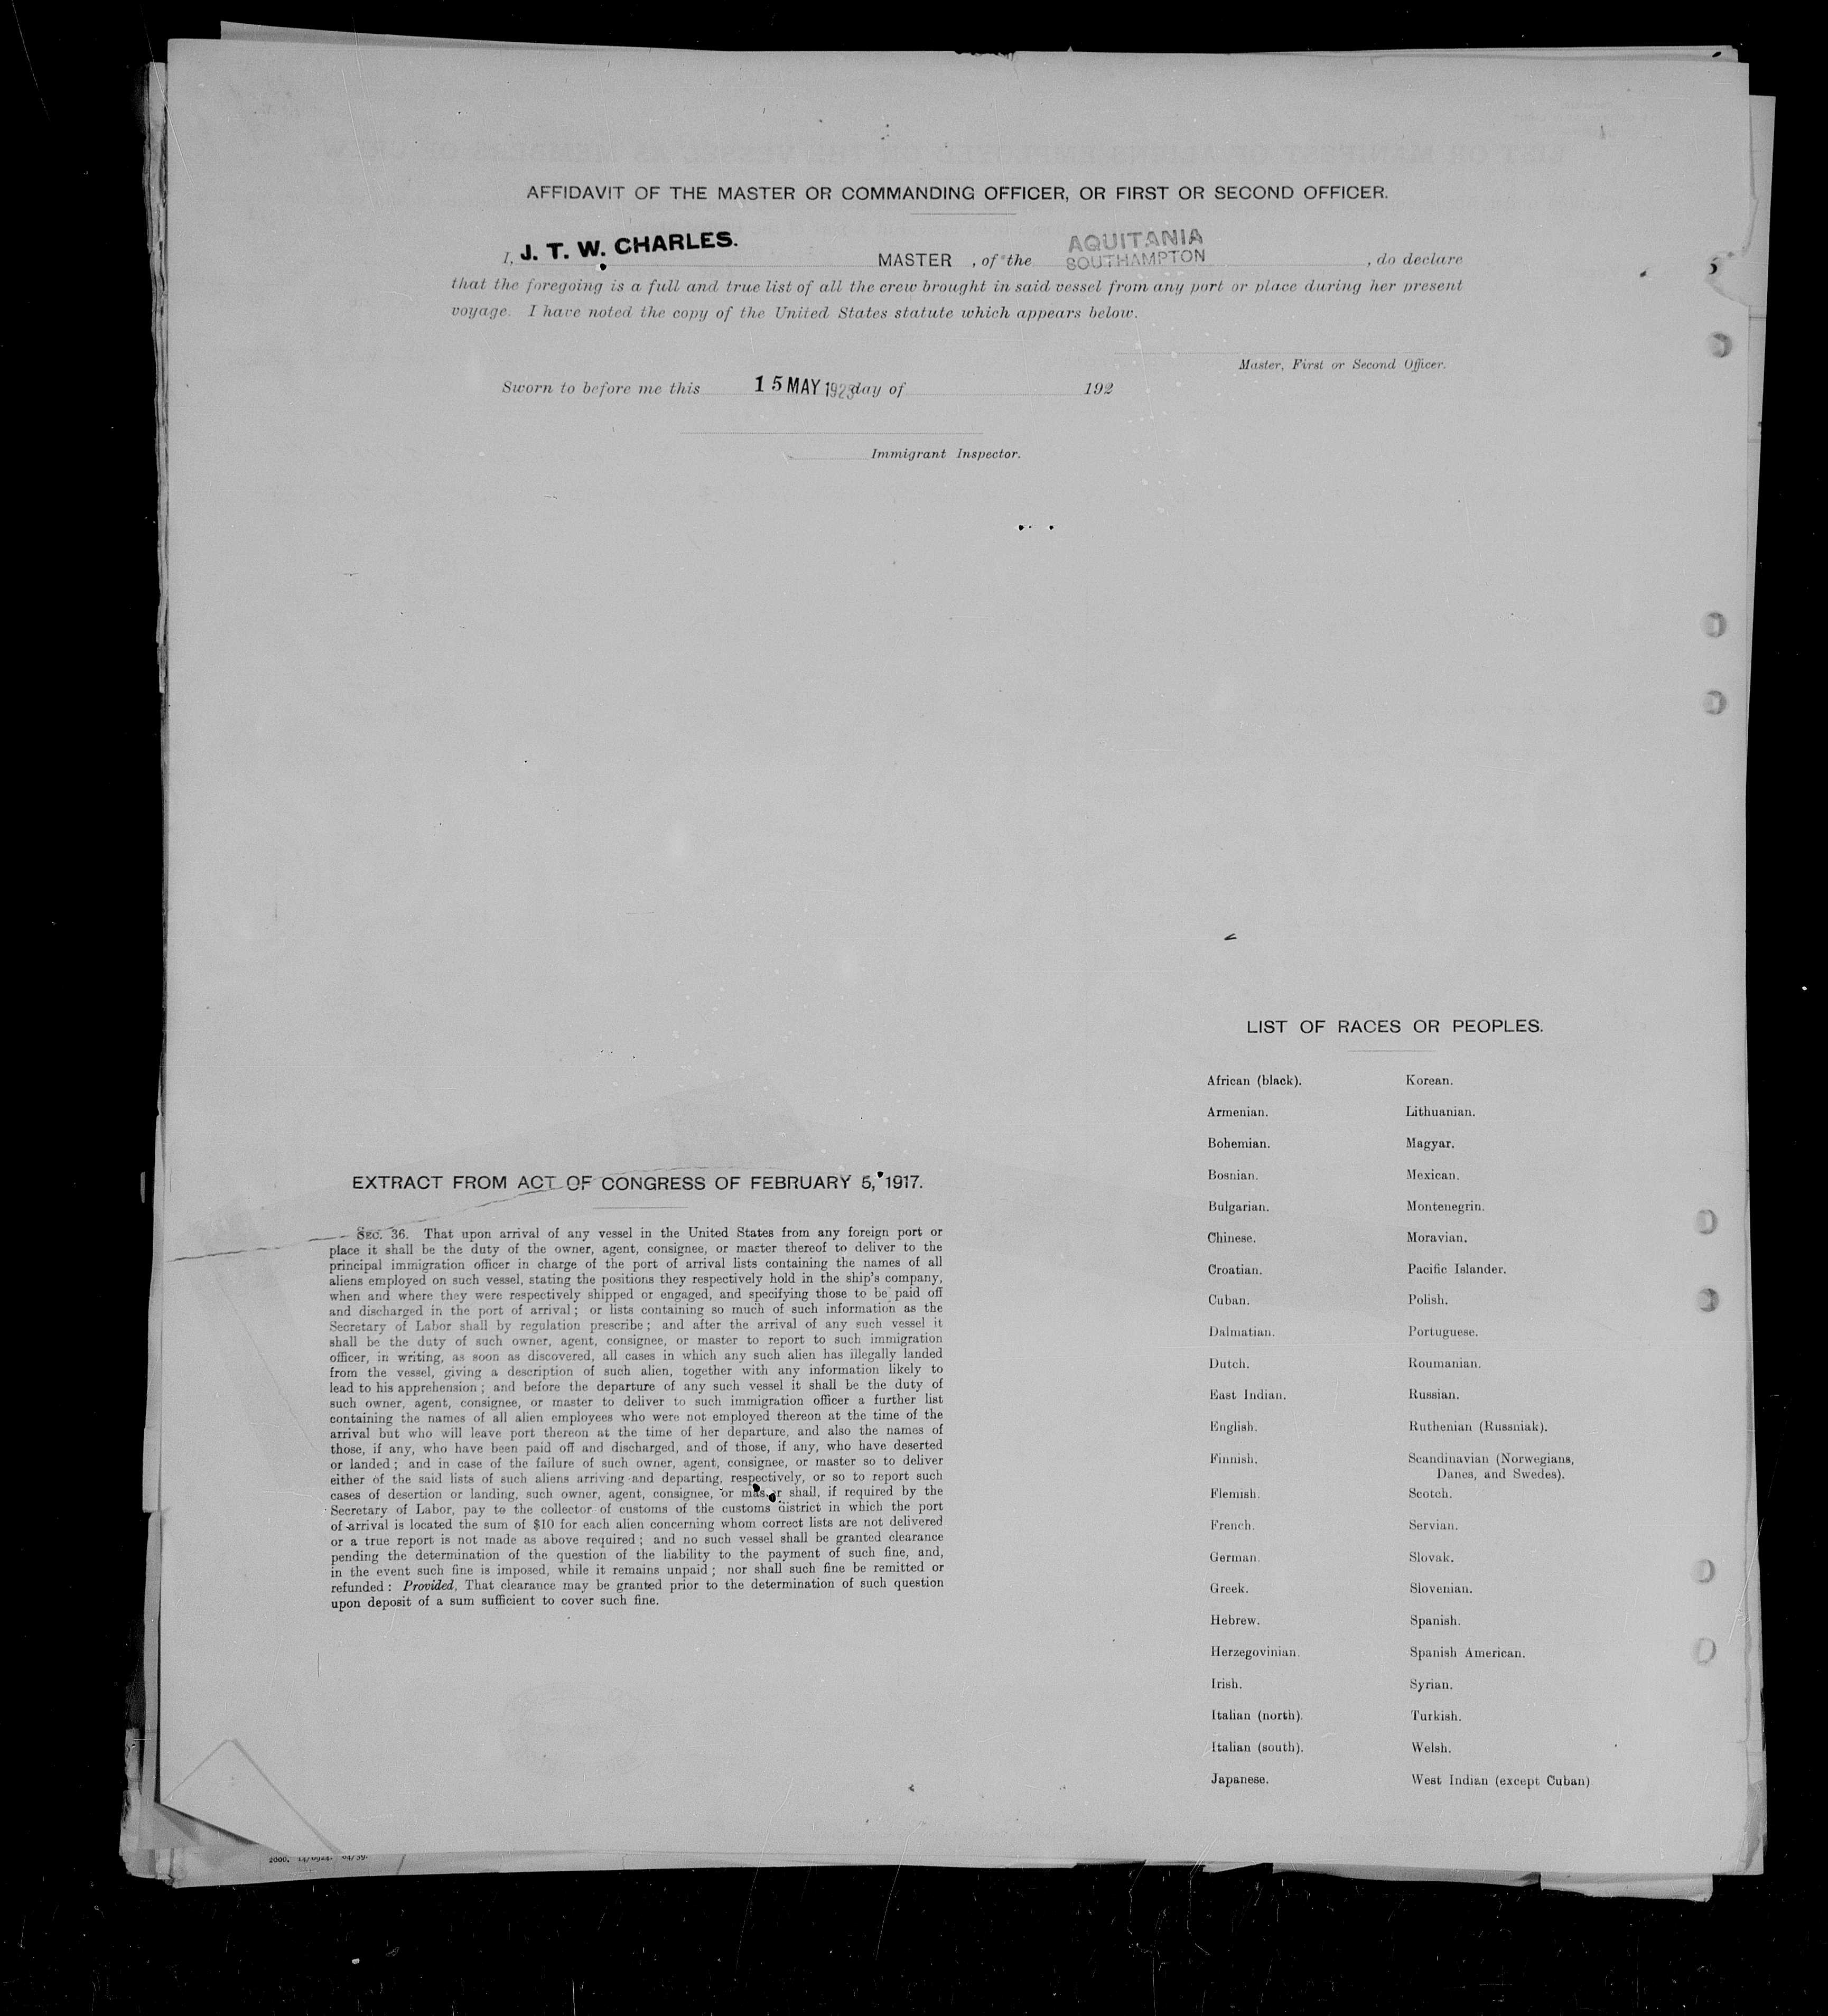 AFFIDAVIT OF THE MASTER OR COMMANDING OFFICER, OR FIRST OR SECOND OFFICER.
I, J. T. W. CHARLES. MASTER , of the AQUITANIA SOUTHAMPTON , do declare
that the foregoing is a full and true list of all the crew brought in said vessel from any port or place during her present
voyage. I have noted the copy of the United States statute which appears below.
Master, First or Second Officer.
Sworn to before me this 15 MAY 1923 day of 192
Immigrant Inspector.
EXTRACT FROM ACT OF CONGRESS OF FEBRUARY 5, 1917.
SEC. 36. That upon arrival of any vessel in the United States from any foreign port or
place it shall be the duty of the owner, agent, consignee, or master thereof to deliver to the
principal immigration officer in charge of the port of arrival lists containing the names of all
aliens employed on such vessel, stating the positions they respectively hold in the ship's company,
when and where they were respectively shipped or engaged, and specifying those to be paid off
and discharged in the port of arrival; or lists containing so much of such information as the
Secretary of Labor shall by regulation prescribe; and after the arrival of any such vessel it
shall be the duty of such owner, agent, consignee, or master to report to such immigration
officer, in writing, as soon as discovered, all cases in which any such alien has illegally landed
from the vessel, giving a description of such alien, together with any information likely to
lead to his apprehension; and before the departure of any such vessel it shall be the duty of
such owner, agent, consignee, or master to deliver to such immigration officer a further list
containing the names of all alien employees who were not employed thereon at the time of the
arrival but who will leave port thereon at the time of her departure, and also the names of
those, if any, who have been paid off and discharged, and of those, if any, who have deserted
or landed; and in case of the failure of such owner, agent, consignee, or master so to deliver
either of the said lists of such aliens arriving and departing, respectively, or so to report such
cases of desertion or landing, such owner, agent, consignee, or master shall, if required by the
Secretary of Labor, pay to the collector of customs of the customs district in which the port
of arrival is located the sum of $10 for each alien concerning whom correct lists are not delivered
or a true report is not made as above required; and no such vessel shall be granted clearance
pending the determination of the question of the liability to the payment of such fine, and,
in the event such fine is imposed, while it remains unpaid; nor shall such fine be remitted or
refunded: Provided, That clearance may be granted prior to the determination of such question
upon deposit of a sum sufficient to cover such fine.
LIST OF RACES OR PEOPLES.
African (black). Korean.
Armenian. Lithuanian.
Bohemian. Magyar.
Bosnian. Mexican.
Bulgarian. Montenegrin.
Chinese. Moravian.
Croatian. Pacific Islander.
Cuban. Polish.
Dalmatian. Portuguese.
Dutch. Roumanian.
East Indian. Russian.
English. Ruthenian (Russniak).
Finnish. Scandinavian (Norwegians,
Danes, and Swedes).
Flemish. Scotch.
French. Servian.
German. Slovak.
Greek. Slovenian.
Hebrew. Spanish.
Herzegovinian. Spanish American.
Irish. Syrian.
Italian (north). Turkish.
Italian (south). Welsh.
Japanese. West Indian (except Cuban)